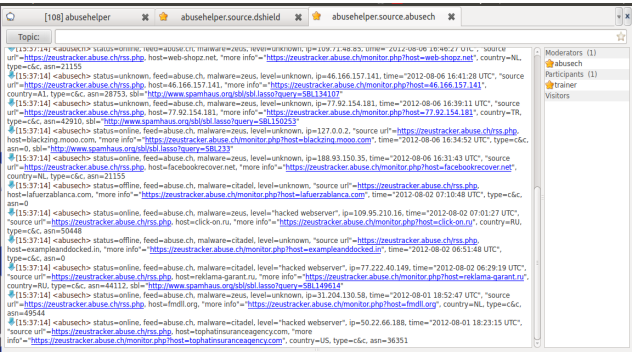 [108] abusehelper
abusehelper.source.dshield
abusehelper.source.abusech
Topic:
Moderators (1)
abusech
Participants (1)
trainer
Visitors
[15:37:14] <abusech> status=online, feed=abuse.ch, malware=zeus, level=unknown, ip=109.71.48.85, time="2012-08-06 16:46:27 UTC", "source
url"=https://zeustracker.abuse.ch/rss.php, host=web-shopz.net, "more info"="https://zeustracker.abuse.ch/monitor.php?host=web-shopz.net", country=NL,
type=c&c, asn=21155
[15:37:14] <abusech> status=unknown, feed=abuse.ch, malware=zeus, level=unknown, ip=46.166.157.141, time="2012-08-06 16:41:28 UTC", "source
url"=https://zeustracker.abuse.ch/rss.php, host=46.166.157.141, "more info"="https://zeustracker.abuse.ch/monitor.php?host=46.166.157.141",
country=A1, type=c&c, asn=28753, sbl="http://www.spamhaus.org/sbl/sbl.lasso?query=SBL134107"
[15:37:14] <abusech> status=unknown, feed=abuse.ch, malware=zeus, level=unknown, ip=77.92.154.181, time="2012-08-06 16:39:11 UTC", "source
url"=https://zeustracker.abuse.ch/rss.php, host=77.92.154.181, "more info"="https://zeustracker.abuse.ch/monitor.php?host=77.92.154.181", country=TR,
type=c&c, asn=42910, sbl="http://www.spamhaus.org/sbl/sbl.lasso?query=SBL150253"
[15:37:14] <abusech> status=online, feed=abuse.ch, malware=zeus, level=unknown, ip=127.0.0.2, "source url"=https://zeustracker.abuse.ch/rss.php,
host=blackzing.mooo.com, "more info"="https://zeustracker.abuse.ch/monitor.php?host=blackzing.mooo.com", time="2012-08-06 16:34:52 UTC", type=c&c,
asn=0, sbl="http://www.spamhaus.org/sbl/sbl.lasso?query=SBL233"
[15:37:14] <abusech> status=online, feed=abuse.ch, malware=zeus, level=unknown, ip=188.93.150.35, time="2012-08-06 16:31:43 UTC", "source
url"=https://zeustracker.abuse.ch/rss.php, host=facebookrecover.net, "more info"="https://zeustracker.abuse.ch/monitor.php?host=facebookrecover.net",
country=NL, type=c&c, asn=21155
[15:37:14] <abusech> status=offline, feed=abuse.ch, malware=citadel, level=unknown, "source url"=https://zeustracker.abuse.ch/rss.php,
host=lafuerzablanca.com, "more info"="https://zeustracker.abuse.ch/monitor.php?host=lafuerzablanca.com", time="2012-08-02 07:10:48 UTC", type=c&c,
asn=0
[15:37:14] <abusech> status=online, feed=abuse.ch, malware=zeus, level="hacked webserver", ip=109.95.210.16, time="2012-08-02 07:01:27 UTC",
"source url"=https://zeustracker.abuse.ch/rss.php, host=click-on.ru, "more info"="https://zeustracker.abuse.ch/monitor.php?host=click-on.ru", country=RU,
type=c&c, asn=50448
[15:37:14] <abusech> status=offline, feed=abuse.ch, malware=citadel, level=unknown, "source url"=https://zeustracker.abuse.ch/rss.php,
host=exampleanddocked.in, "more info"="https://zeustracker.abuse.ch/monitor.php?host=exampleanddocked.in", time="2012-08-02 06:51:48 UTC",
type=c&c, asn=0
[15:37:14] <abusech> status=online, feed=abuse.ch, malware=citadel, level="hacked webserver", ip=77.222.40.149, time="2012-08-02 06:29:19 UTC",
"source url"=https://zeustracker.abuse.ch/rss.php, host=reklama-garant.ru, "more info"="https://zeustracker.abuse.ch/monitor.php?host=reklama-garant.ru",
country=RU, type=c&c, asn=44112, sbl="http://www.spamhaus.org/sbl/sbl.lasso?query=SBL149614"
[15:37:14] <abusech> status=online, feed=abuse.ch, malware=zeus, level=unknown, ip=31.204.130.58, time="2012-08-01 18:52:47 UTC", "source
url"=https://zeustracker.abuse.ch/rss.php, host=fmdll.org, "more info"="https://zeustracker.abuse.ch/monitor.php?host=fmdll.org", country=NL, type=c&c,
asn=49544
[15:37:14] <abusech> status=online, feed=abuse.ch, malware=citadel, level="hacked webserver", ip=50.22.66.188, time="2012-08-01 18:23:15 UTC",
"source url"=https://zeustracker.abuse.ch/rss.php, host=tophatinsuranceagency.com, "more
info"="https://zeustracker.abuse.ch/monitor.php?host=tophatinsuranceagency.com", country=US, type=c&c, asn=36351